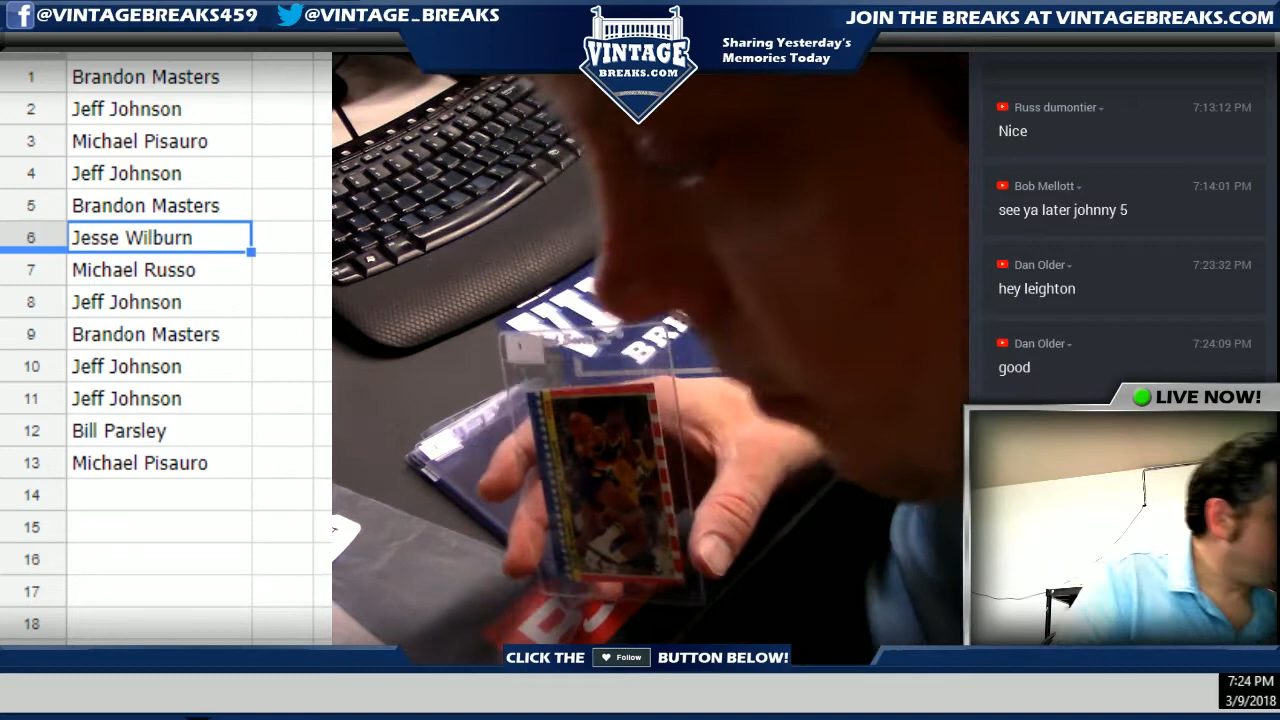 @VINTAGEBREAKS459
@VINTAGE_BREAKS
VINTAGE
BREAKS.COM
Sharing Yesterday's
Memories Today
JOIN THE BREAKS AT VINTAGEBREAKS.COM
1 Brandon Masters
2 Jeff Johnson
3 Michael Pisauro
4 Jeff Johnson
5 Brandon Masters
6 Jesse Wilburn
7 Michael Russo
8 Jeff Johnson
9 Brandon Masters
10 Jeff Johnson
11 Jeff Johnson
12 Bill Parsley
13 Michael Pisauro
14
15
16
17
18
Russ dumontier 7:13:12 PM
Nice
Bob Mellott 7:14:01 PM
see ya later johnny 5
Dan Older 7:23:32 PM
hey leighton
Dan Older 7:24:09 PM
good
LIVE NOW!
CLICK THE Follow BUTTON BELOW!
7:24 PM
3/9/2018